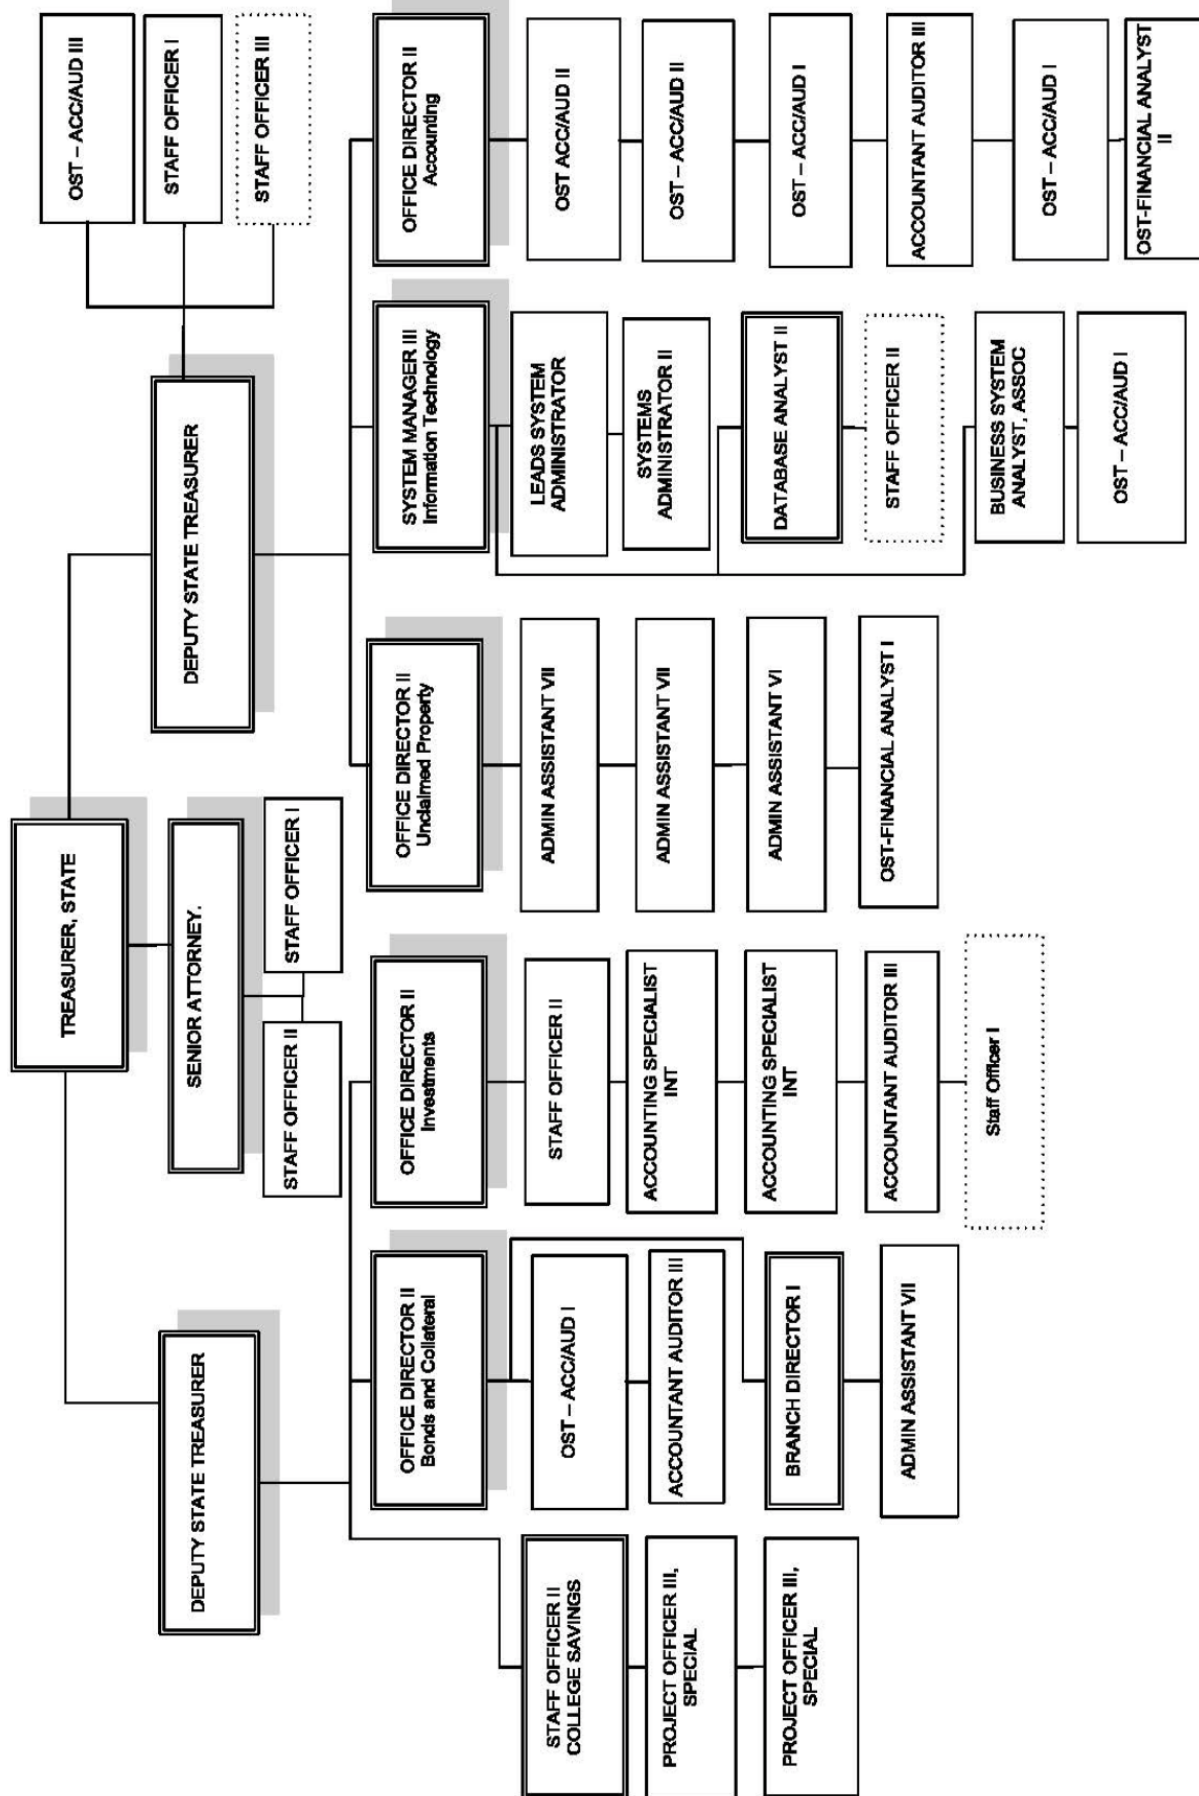 TREASURER, STATE
SENIOR ATTORNEY.
STAFF OFFICER II
STAFF OFFICER I
DEPUTY STATE TREASURER
STAFF OFFICER II
COLLEGE SAVINGS
PROJECT OFFICER III,
SPECIAL
PROJECT OFFICER III,
SPECIAL
OFFICE DIRECTOR II
Bonds and Collateral
OST – ACC/AUD I
ACCOUNTANT AUDITOR III
BRANCH DIRECTOR I
ADMIN ASSISTANT VII
OFFICE DIRECTOR II
Investments
STAFF OFFICER II
ACCOUNTING SPECIALIST
INT
ACCOUNTING SPECIALIST
INT
ACCOUNTANT AUDITOR III
Staff Officer I
DEPUTY STATE TREASURER
OST – ACC/AUD III
STAFF OFFICER I
STAFF OFFICER III
OFFICE DIRECTOR II
Unclaimed Property
ADMIN ASSISTANT VII
ADMIN ASSISTANT VII
ADMIN ASSISTANT VI
OST-FINANCIAL ANALYST I
SYSTEM MANAGER III
Information Technology
LEADS SYSTEM
ADMINISTRATOR
SYSTEMS
ADMINISTRATOR II
DATABASE ANALYST II
STAFF OFFICER II
BUSINESS SYSTEM
ANALYST, ASSOC
OST – ACC/AUD I
OFFICE DIRECTOR II
Accounting
OST ACC/AUD II
OST – ACC/AUD II
OST – ACC/AUD I
ACCOUNTANT AUDITOR III
OST – ACC/AUD I
OST-FINANCIAL ANALYST
II